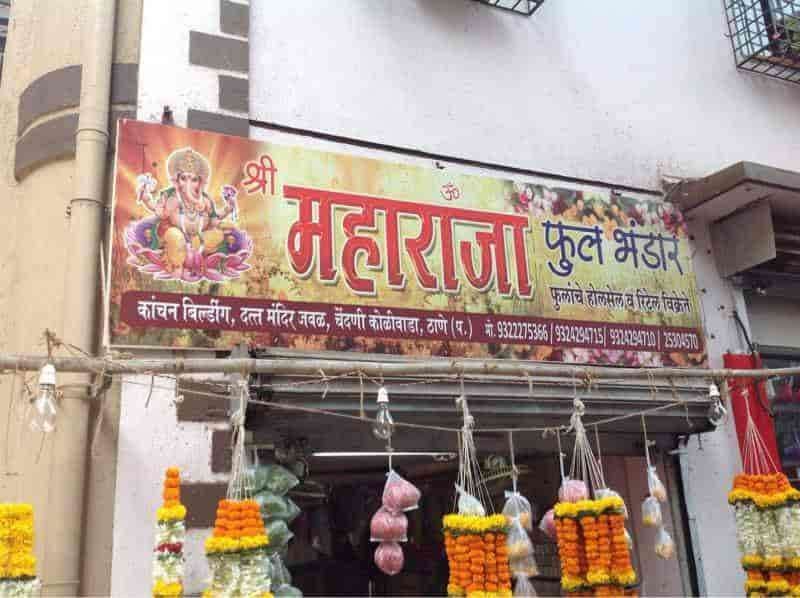 ॐ
श्री महाराजा फुल भंडार
फुलांचे होलसेल व रिटेल विक्रेते
कांचन बिल्डींग, दत्त मंदिर जवळ, चेंदणी कोळीवाडा, ठाणे (प.) मो. 9322275366 / 9324294715/ 9324294710 / 25304570